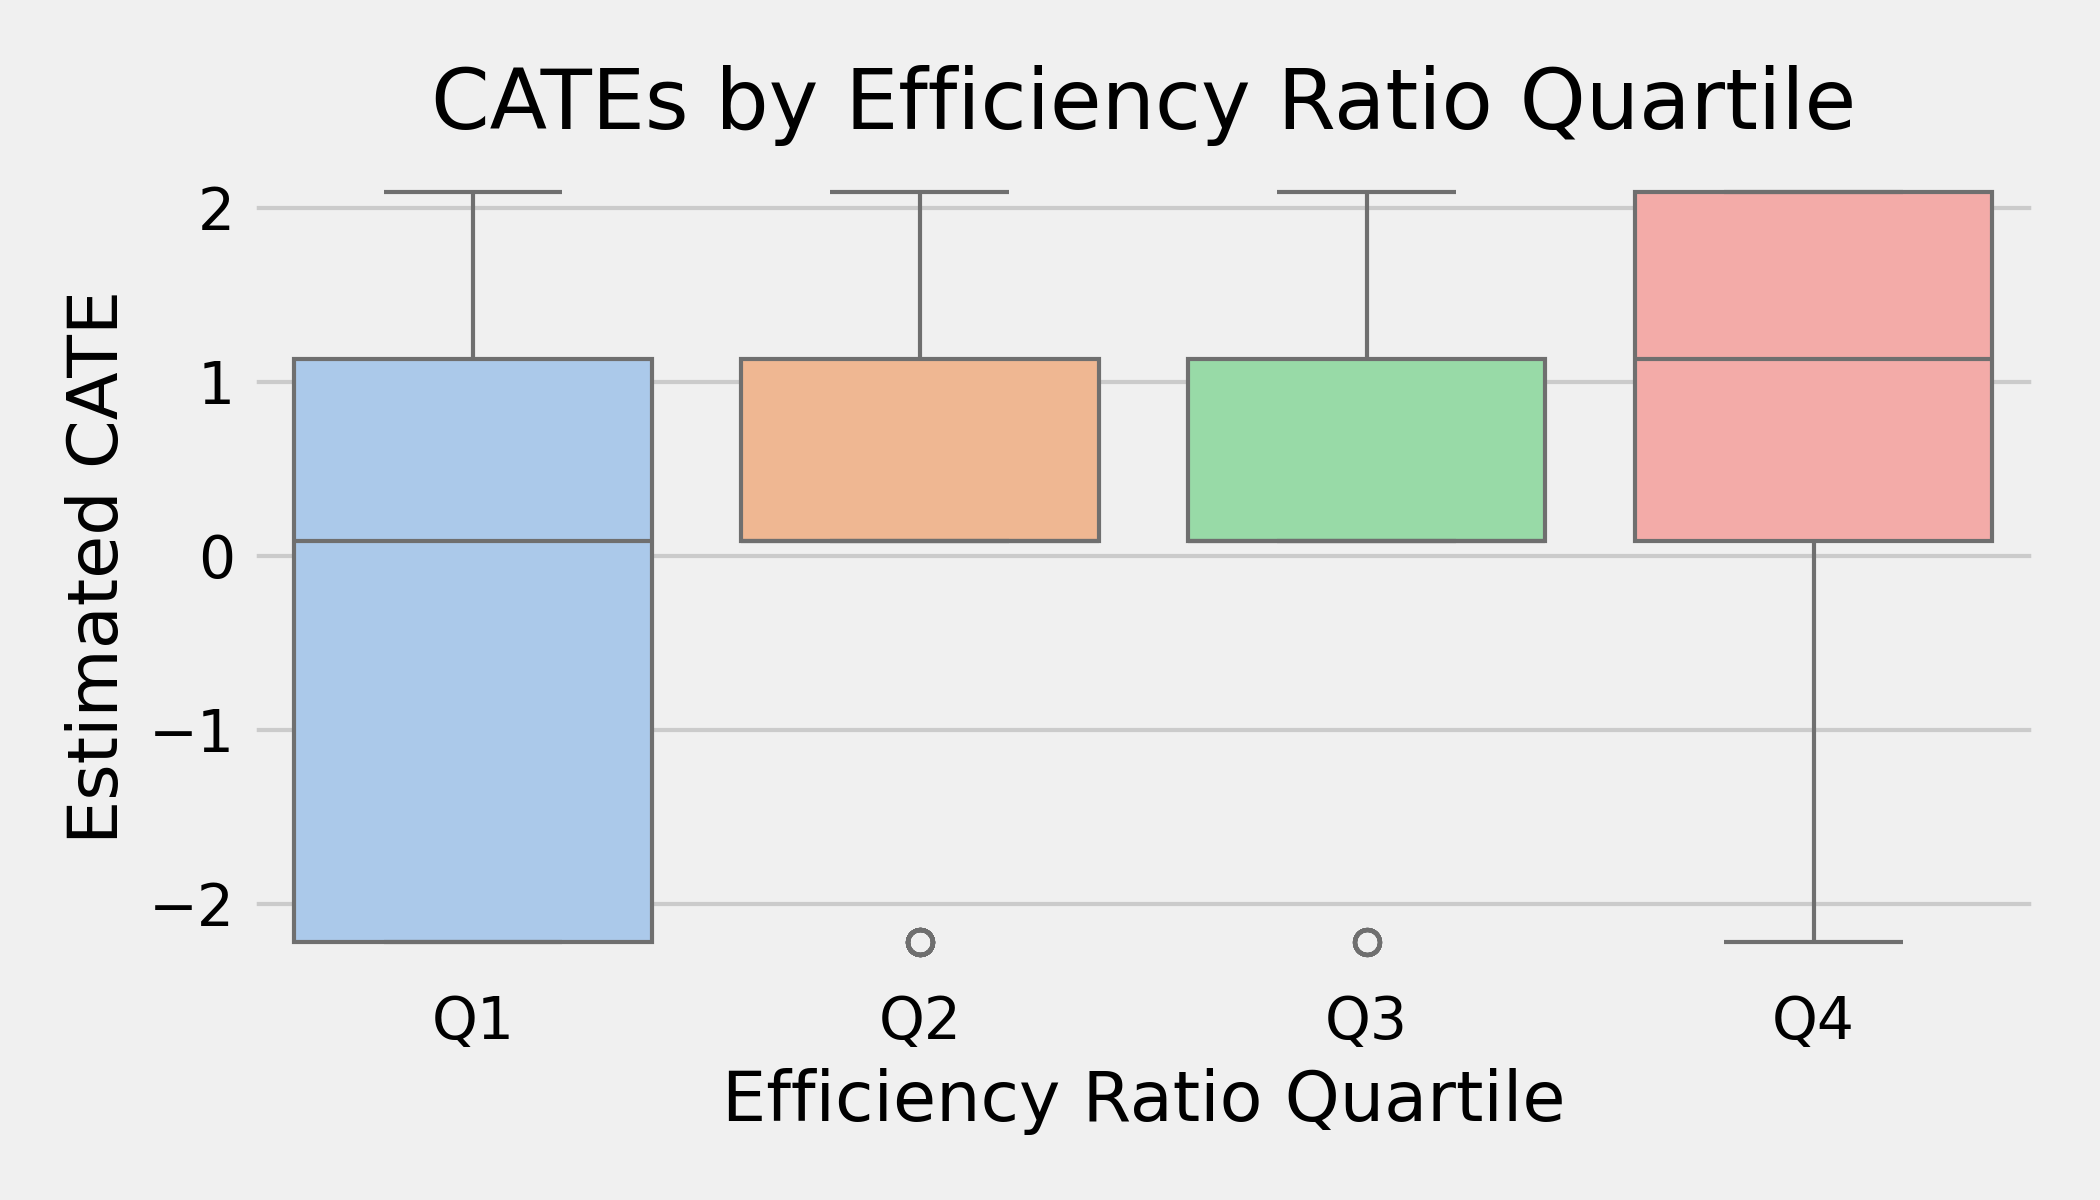 CATEs by Efficiency Ratio Quartile
Estimated CATE
2
1
0
−1
−2
Q1 Q2 Q3 Q4
Efficiency Ratio Quartile